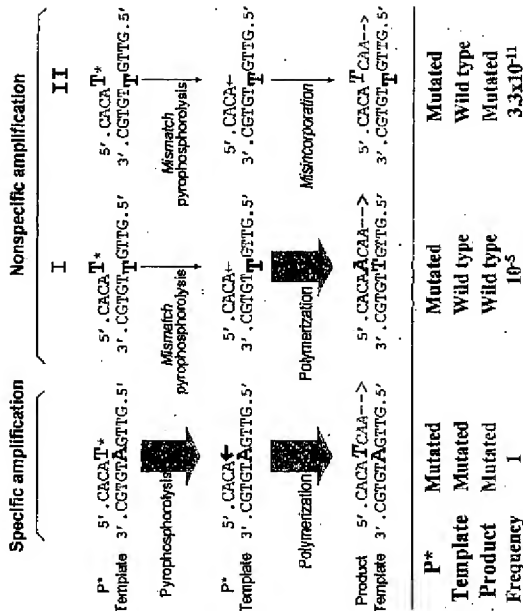 Specific amplification Nonspecific amplification
I II
P* 5'.CACAT* 5'.CACAT* 5'.CACAT*
Template 3'.CGTGTAGTTG.5' 3'.CGTGTTGTTG.5' 3'.CGTGTTGTTG.5'
Pyrophosphorolysis Mismatch pyrophosphorolysis Mismatch pyrophosphorolysis
P* 5'.CACA← 5'.CACA← 5'.CACA←
Template 3'.CGTGTAGTTG.5' 3'.CGTGTTGTTG.5' 3'.CGTGTTGTTG.5'
Polymerization Polymerization Misincorporation
Product 5'.CACATCAA--> 5'.CACAACAA--> 5'.CACATCAA-->
Template 3'.CGTGTAGTTG.5' 3'.CGTGTTGTTG.5' 3'.CGTGTTGTTG.5'
P* Mutated Mutated Mutated
Template Mutated Wild type Wild type
Product Mutated Wild type Mutated
Frequency 1 10-5 3.3x10-11